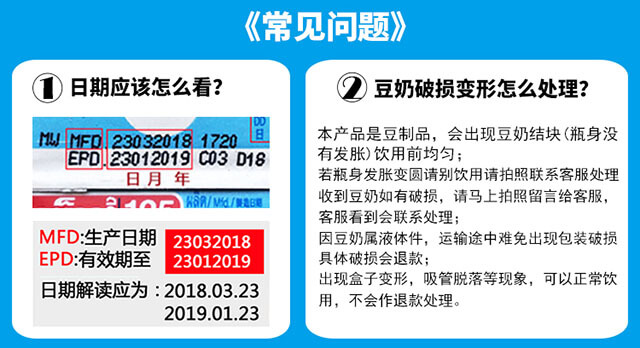 《常见问题》
1 日期应该怎么看?
DD
日
MW MFD. 23032018 1720
EPD. 23012019 C03 D18
日 月 年
MFD:生产日期 23032018
EPD:有效期至 23012019
日期解读应为:2018.03.23
2019.01.23
2 豆奶破损变形怎么处理?
本产品是豆制品，会出现豆奶结块(瓶身没
有发胀)饮用前均匀；
若瓶身发胀变圆请别饮用请拍照联系客服处理
收到豆奶如有破损，请马上拍照留言给客服，
客服看到会联系处理；
因豆奶属液体件，运输途中难免出现包装破损
具体破损会退款；
出现盒子变形，吸管脱落等现象，可以正常饮
用，不会作退款处理。